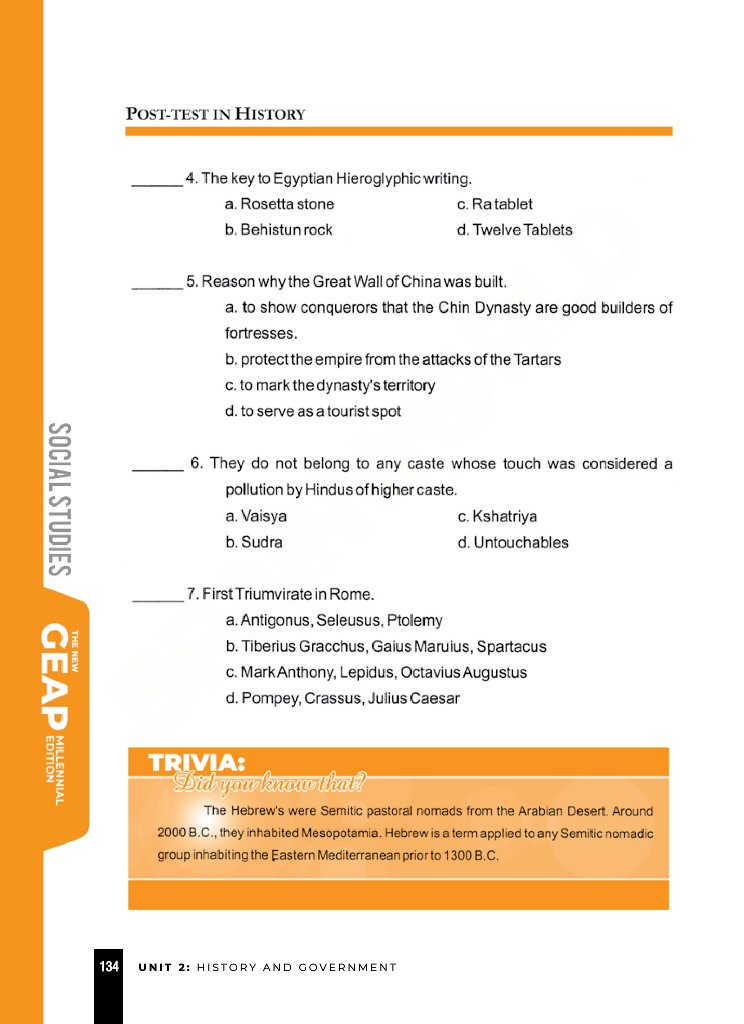 POST-TEST IN HISTORY
______ 4. The key to Egyptian Hieroglyphic writing.
a. Rosetta stone c. Ra tablet
b. Behistun rock d. Twelve Tablets
______ 5. Reason why the Great Wall of China was built.
a. to show conquerors that the Chin Dynasty are good builders of
fortresses.
b. protect the empire from the attacks of the Tartars
c. to mark the dynasty's territory
d. to serve as a tourist spot
______ 6. They do not belong to any caste whose touch was considered a
pollution by Hindus of higher caste.
a. Vaisya c. Kshatriya
b. Sudra d. Untouchables
______ 7. First Triumvirate in Rome.
a. Antigonus, Seleusus, Ptolemy
b. Tiberius Gracchus, Gaius Maruius, Spartacus
c. Mark Anthony, Lepidus, Octavius Augustus
d. Pompey, Crassus, Julius Caesar
SOCIAL STUDIES
THE NEW
GEAP
MILLENNIAL
EDITION
TRIVIA:
Did you know that?
The Hebrew's were Semitic pastoral nomads from the Arabian Desert. Around
2000 B.C., they inhabited Mesopotamia. Hebrew is a term applied to any Semitic nomadic
group inhabiting the Eastern Mediterranean prior to 1300 B.C.
134 UNIT 2: HISTORY AND GOVERNMENT